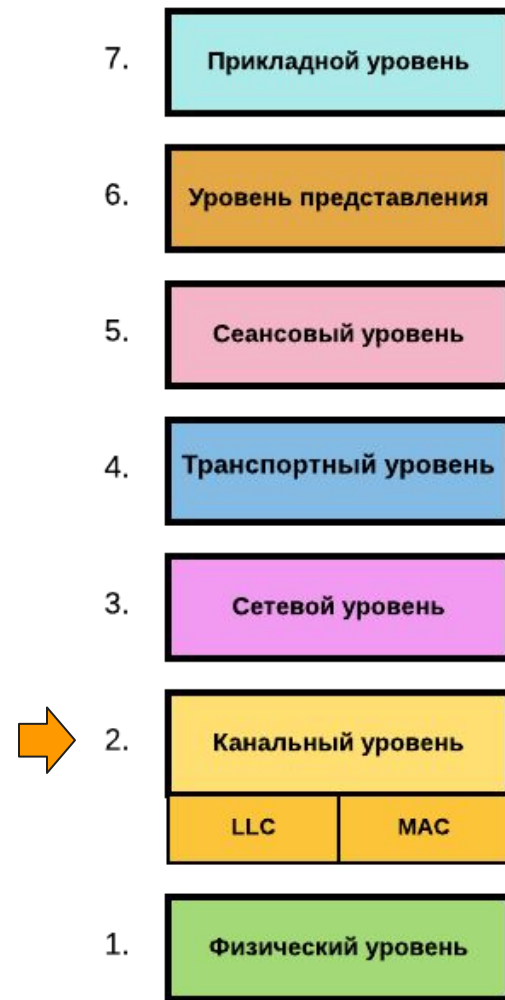 7. Прикладной уровень
6. Уровень представления
5. Сеансовый уровень
4. Транспортный уровень
3. Сетевой уровень
2. Канальный уровень
LLC MAC
1. Физический уровень